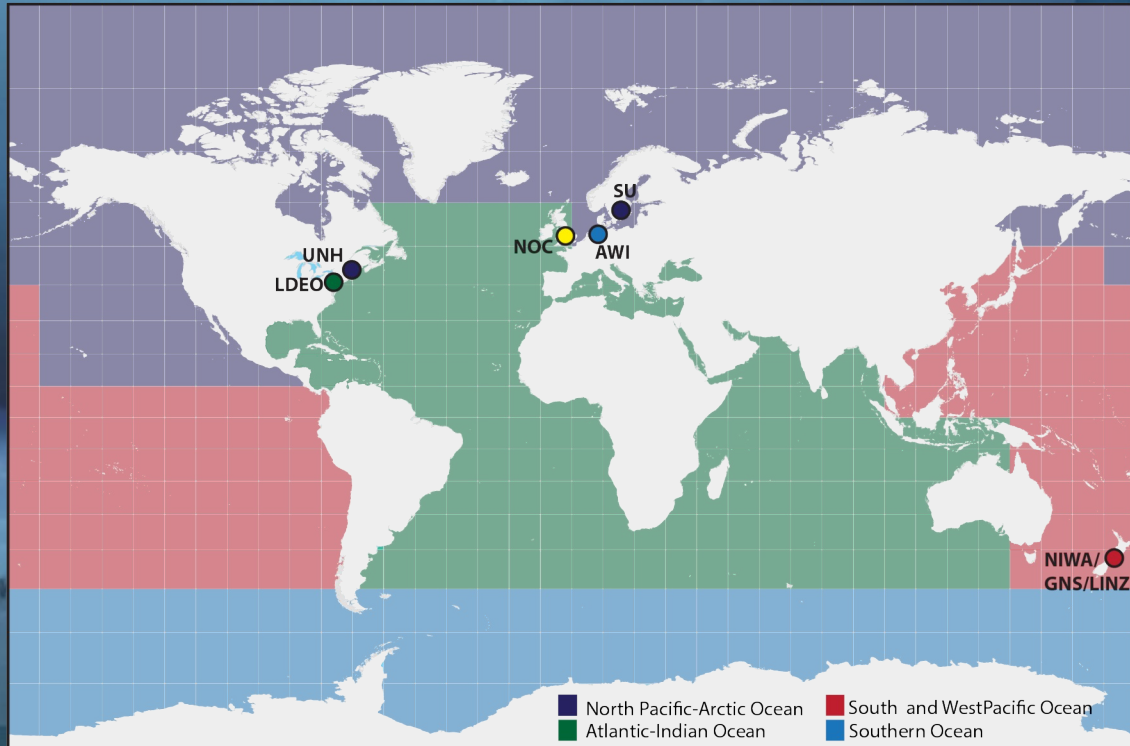 SU
NOC
AWI
UNH
LDEO
NIWA/
GNS/LINZ
North Pacific-Arctic Ocean
Atlantic-Indian Ocean
South and WestPacific Ocean
Southern Ocean